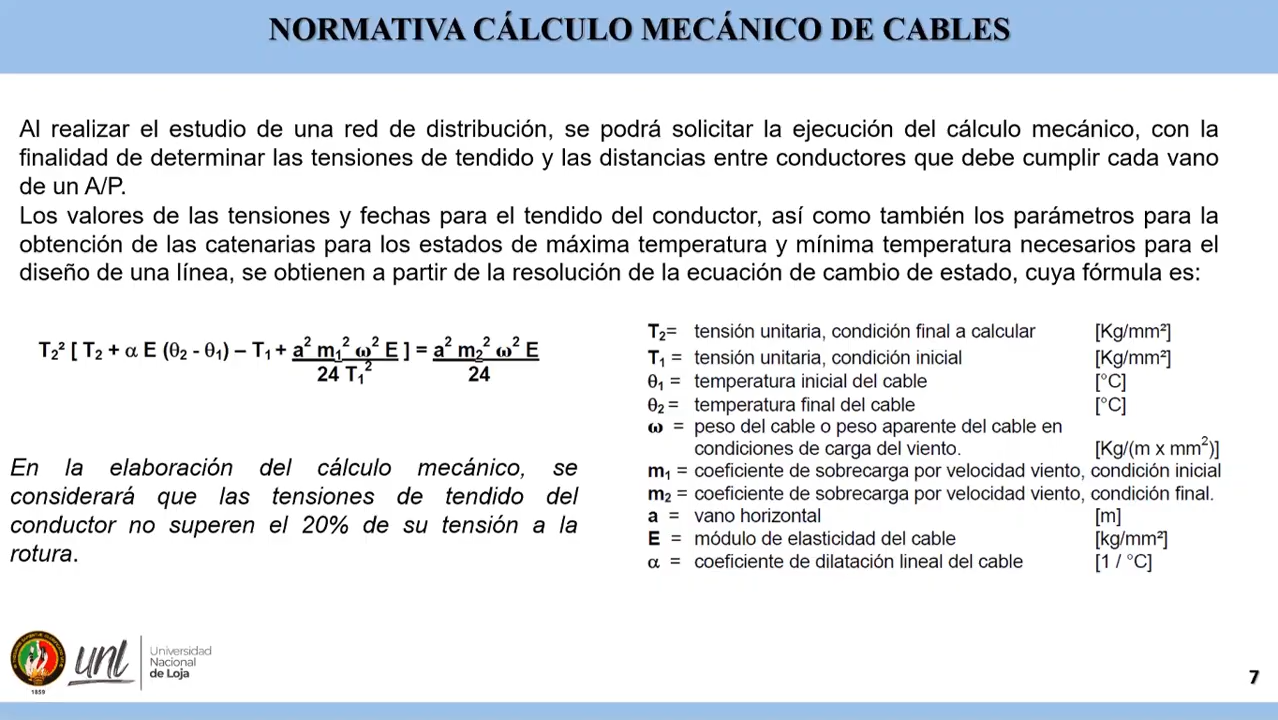 NORMATIVA CÁLCULO MECÁNICO DE CABLES
Al realizar el estudio de una red de distribución, se podrá solicitar la ejecución del cálculo mecánico, con la
finalidad de determinar las tensiones de tendido y las distancias entre conductores que debe cumplir cada vano
de un A/P.
Los valores de las tensiones y fechas para el tendido del conductor, así como también los parámetros para la
obtención de las catenarias para los estados de máxima temperatura y mínima temperatura necesarios para el
diseño de una línea, se obtienen a partir de la resolución de la ecuación de cambio de estado, cuya fórmula es:
T₂² [ T₂ + α E (θ₂ - θ₁) – T₁ + a² m₁² ω² E ] = a² m₂² ω² E
24 T₁² 24
En la elaboración del cálculo mecánico, se
considerará que las tensiones de tendido del
conductor no superen el 20% de su tensión a la
rotura.
T₂= tensión unitaria, condición final a calcular [Kg/mm²]
T₁ = tensión unitaria, condición inicial [Kg/mm²]
θ₁ = temperatura inicial del cable [°C]
θ₂ = temperatura final del cable [°C]
ω = peso del cable o peso aparente del cable en
condiciones de carga del viento. [Kg/(m x mm²)]
m₁ = coeficiente de sobrecarga por velocidad viento, condición inicial
m₂ = coeficiente de sobrecarga por velocidad viento, condición final.
a = vano horizontal [m]
E = módulo de elasticidad del cable [kg/mm²]
α = coeficiente de dilatación lineal del cable [1 / °C]
1859
unl
Universidad
Nacional
de Loja
7